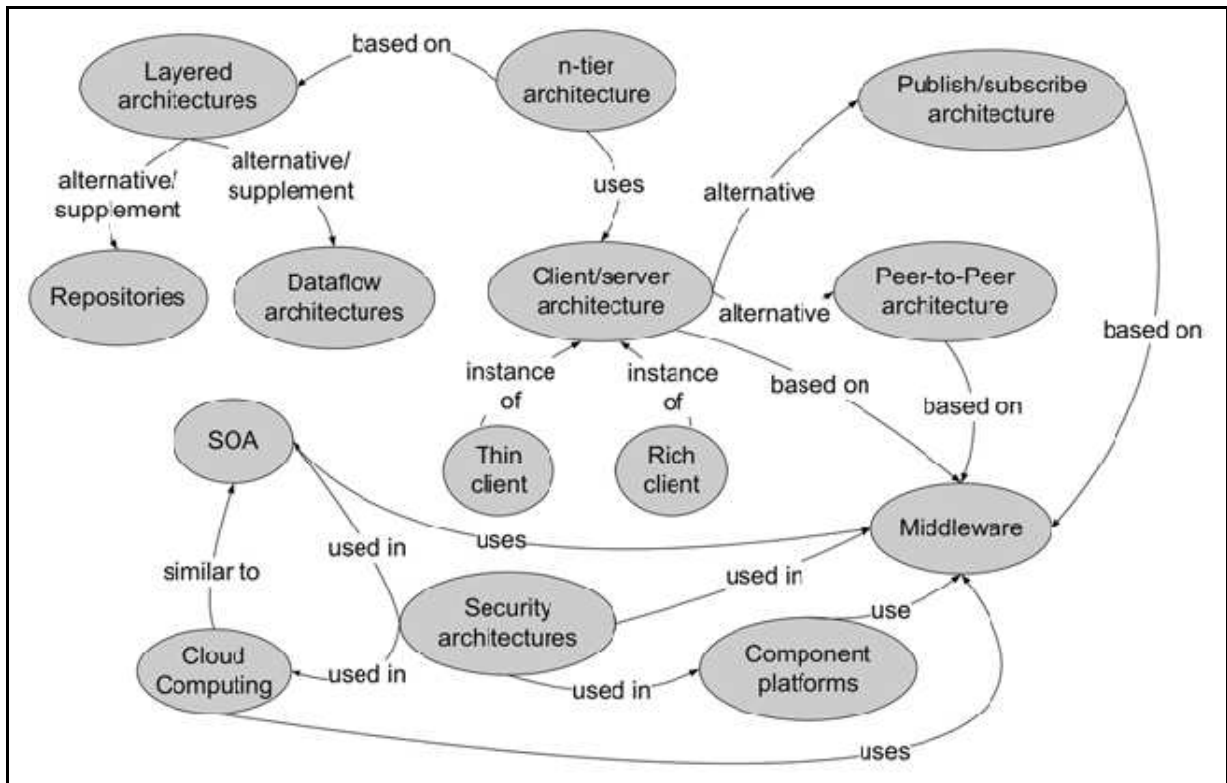 based on
Layered
architectures
n-tier
architecture
Publish/subscribe
architecture
alternative/
supplement
alternative/
supplement
uses
alternative
Repositories
Dataflow
architectures
Client/server
architecture
alternative
Peer-to-Peer
architecture
based on
instance
of
instance
of
based on
based on
SOA
Thin
client
Rich
client
Middleware
used in
uses
used in
similar to
Security
architectures
use
Cloud
Computing
used in
used in
Component
platforms
uses